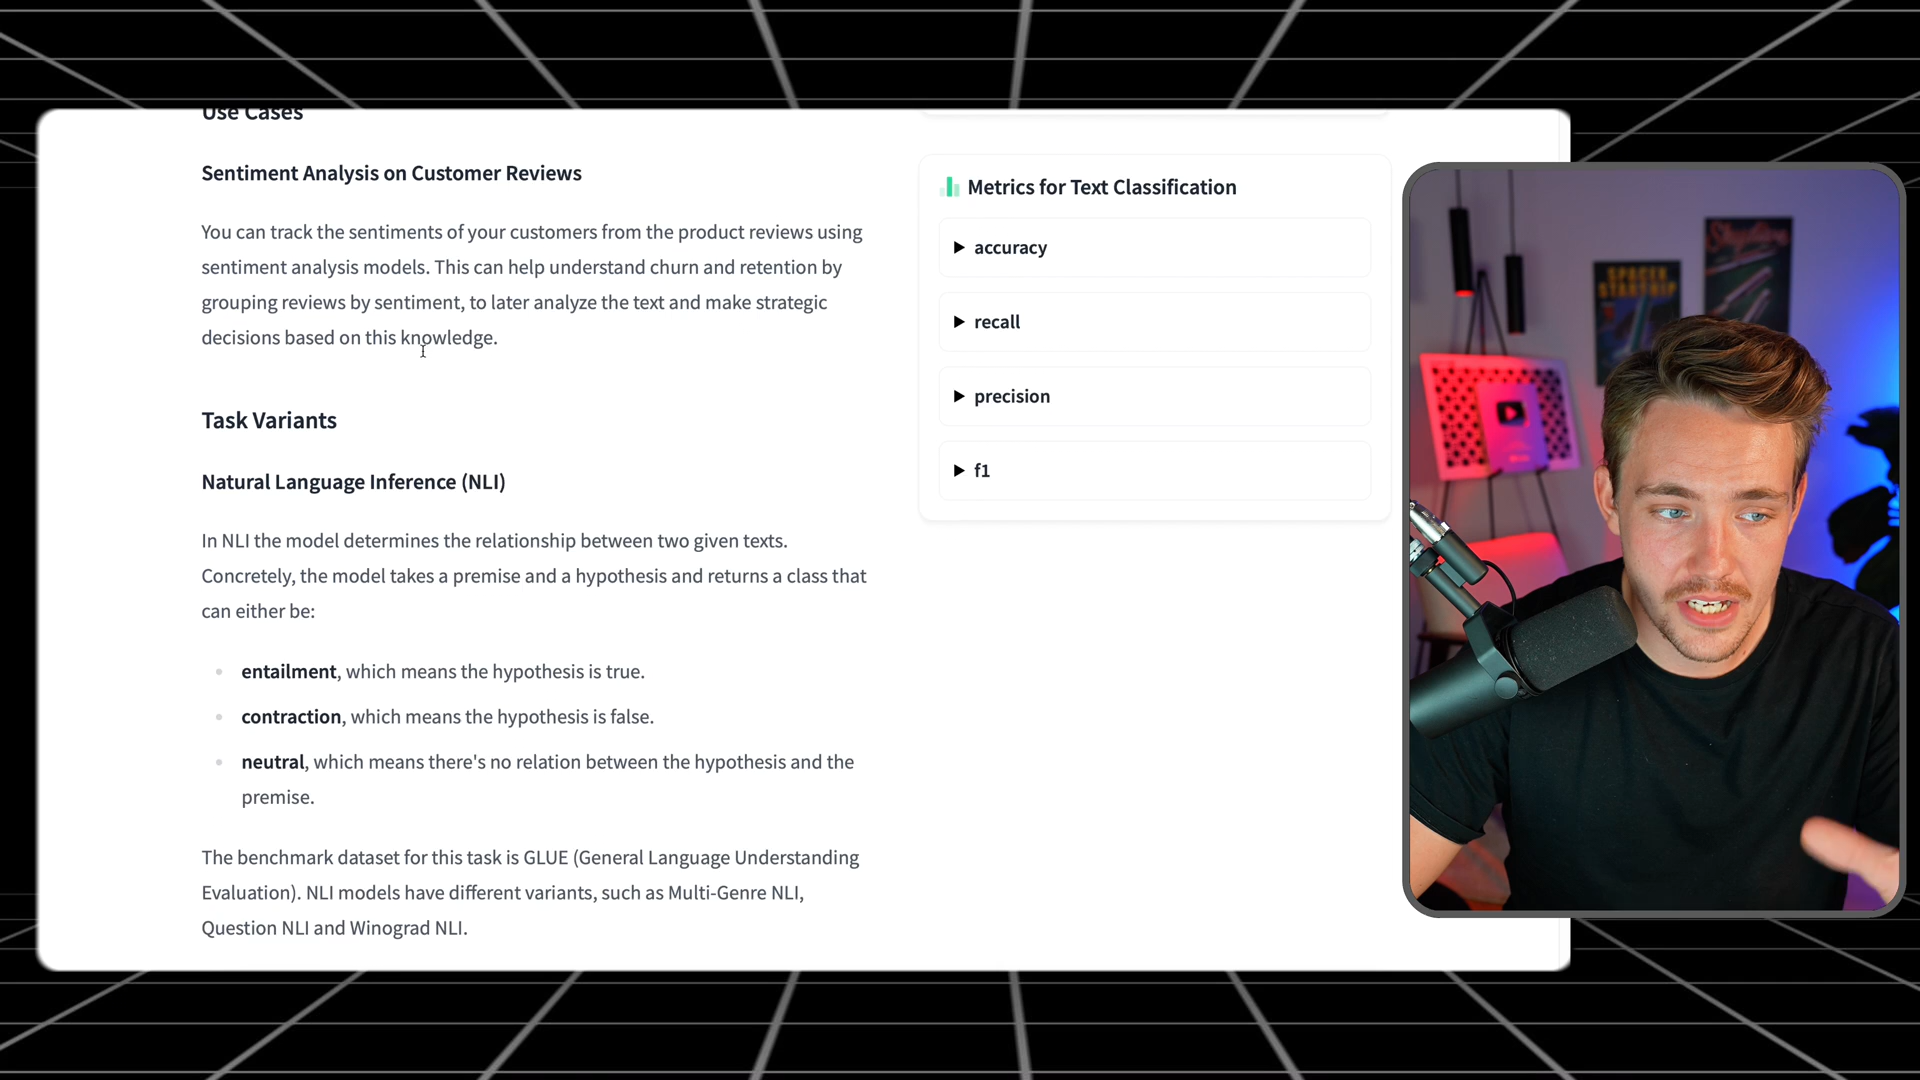 Use Cases
Sentiment Analysis on Customer Reviews
You can track the sentiments of your customers from the product reviews using
sentiment analysis models. This can help understand churn and retention by
grouping reviews by sentiment, to later analyze the text and make strategic
decisions based on this knowledge.
Task Variants
Natural Language Inference (NLI)
In NLI the model determines the relationship between two given texts.
Concretely, the model takes a premise and a hypothesis and returns a class that
can either be:
entailment, which means the hypothesis is true.
contraction, which means the hypothesis is false.
neutral, which means there's no relation between the hypothesis and the
premise.
The benchmark dataset for this task is GLUE (General Language Understanding
Evaluation). NLI models have different variants, such as Multi-Genre NLI,
Question NLI and Winograd NLI.
Metrics for Text Classification
accuracy
recall
precision
f1
SPACEX
STARSHIP